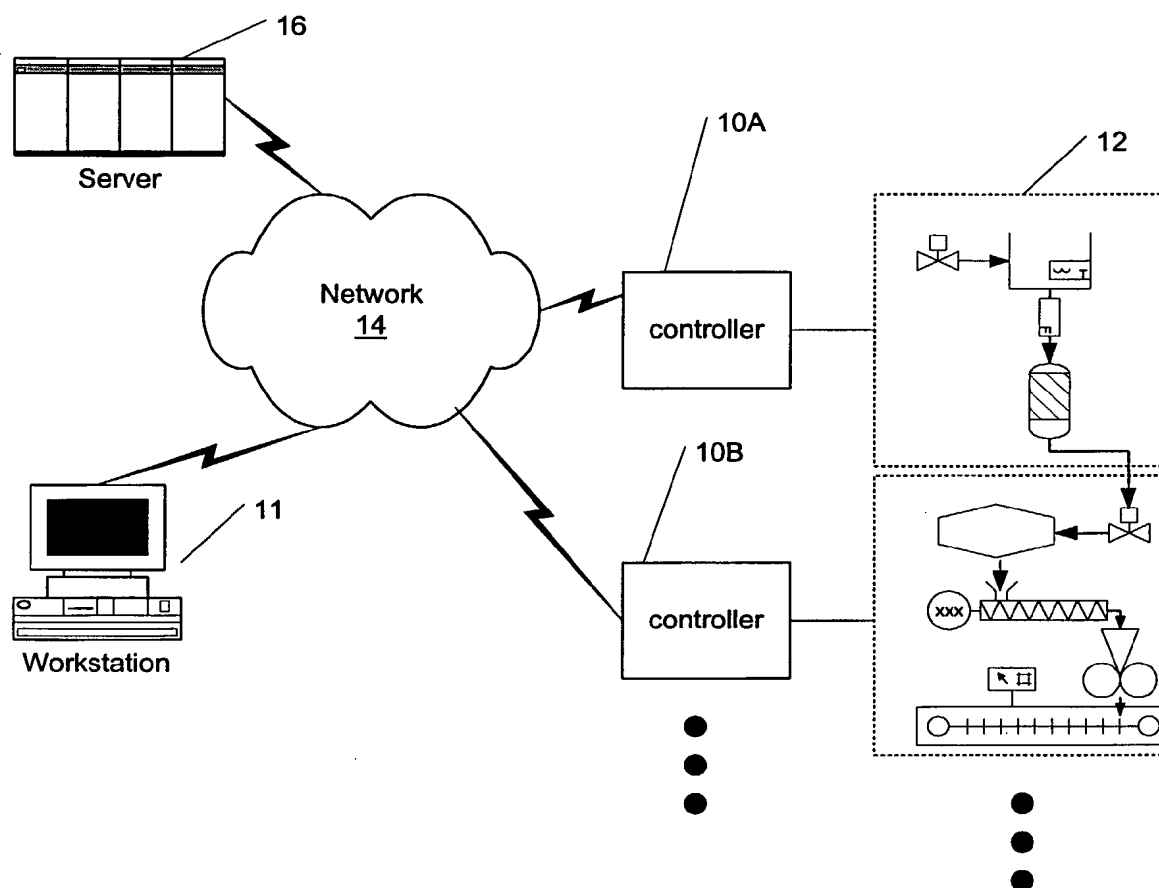 16
Server
10A
12
Network
14
controller
T
F
10B
11
controller
xxx
Workstation